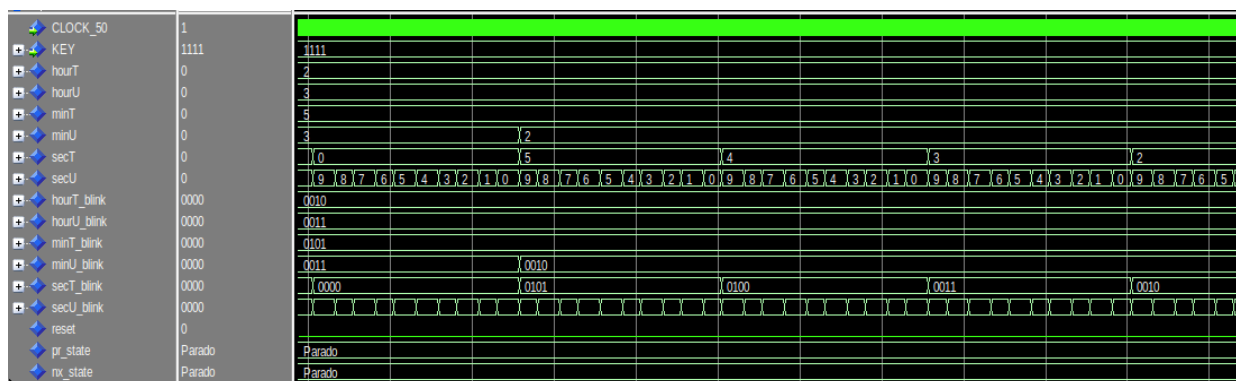 CLOCK_50 1
KEY 1111 1111
hourT 0 2
hourU 0 3
minT 0 5
minU 0 3 2
secT 0 0 5 4 3 2
secU 0 9 8 7 6 5 4 3 2 1 0 9 8 7 6 5 4 3 2 1 0 9 8 7 6 5 4 3 2 1 0 9 8 7 6 5 4 3 2 1 0 9 8 7 6 5
hourT_blink 0000 0010
hourU_blink 0000 0011
minT_blink 0000 0101
minU_blink 0000 0011 0010
secT_blink 0000 0000 0101 0100 0011 0010
secU_blink 0000
reset 0
pr_state Parado Parado
nx_state Parado Parado